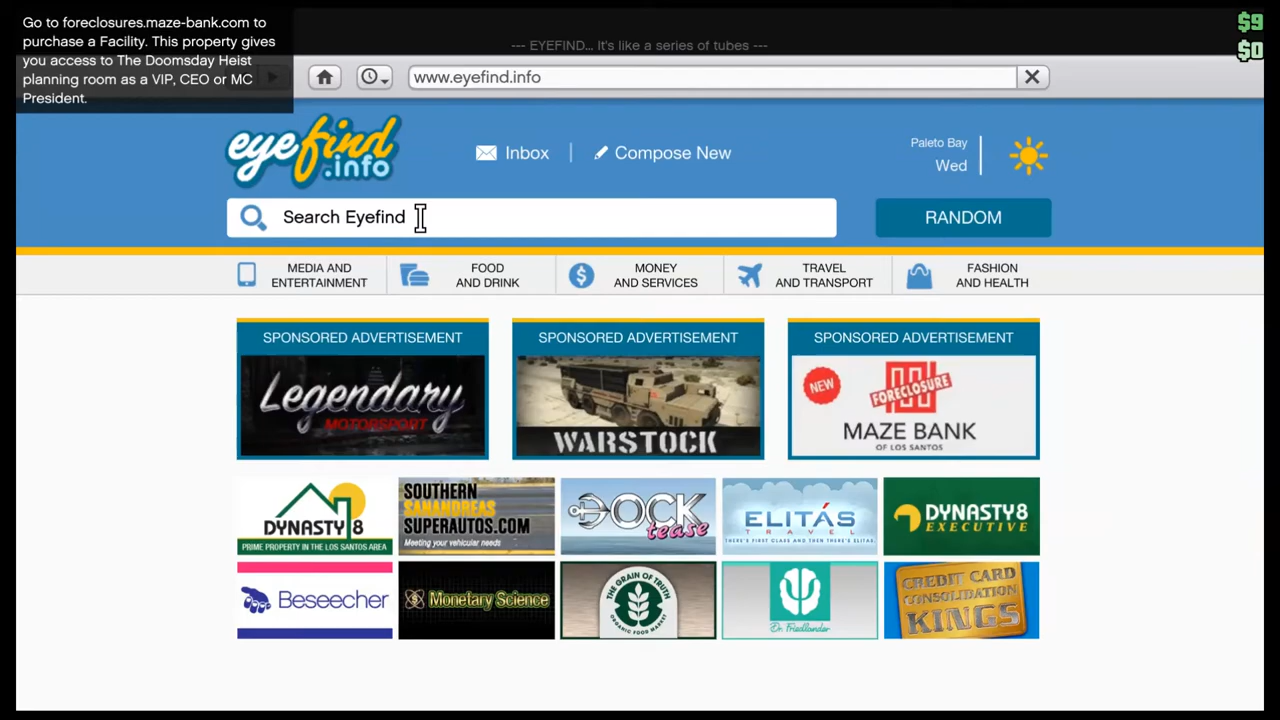 Go to foreclosures.maze-bank.com to
purchase a Facility. This property gives
you access to The Doomsday Heist
planning room as a VIP, CEO or MC
President.
$9
$0
--- EYEFIND... It's like a series of tubes ---
www.eyefind.info
eyefind
.info
Inbox
Compose New
Paleto Bay
Wed
Search Eyefind
RANDOM
MEDIA AND
ENTERTAINMENT
FOOD
AND DRINK
MONEY
AND SERVICES
TRAVEL
AND TRANSPORT
FASHION
AND HEALTH
SPONSORED ADVERTISEMENT
Legendary
MOTORSPORT
SPONSORED ADVERTISEMENT
WARSTOCK
SPONSORED ADVERTISEMENT
NEW
FORECLOSURE
MAZE BANK
OF LOS SANTOS
DYNASTY 8
PRIME PROPERTY IN THE LOS SANTOS AREA
SOUTHERN
SANANDREAS
SUPERAUTOS.COM
Meeting your vehicular needs
DOCK
tease
ELITÁS
TRAVEL
THERE'S FIRST CLASS AND THEN THERE'S ELITAS
DYNASTY8
EXECUTIVE
Beseecher
Monetary Science
THE GRAIN OF TRUTH
ORGANIC FOOD MARKET
Dr. Friedlander
CREDIT CARD
CONSOLIDATION
KINGS